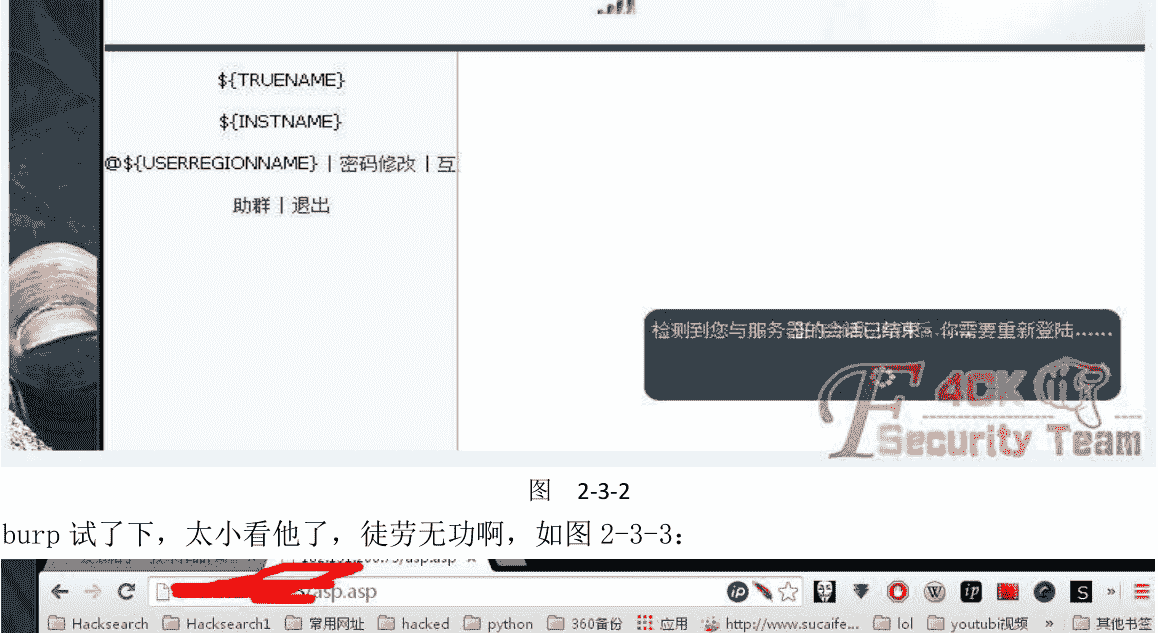 ${TRUENAME}
${INSTNAME}
@${USERREGIONNAME} | 密码修改 | 互
助群 | 退出
检测到您与服务器的会话已结束 你需要重新登陆......
F4CK
Security Team
图 2-3-2
burp 试了下，太小看他了，徒劳无功啊，如图 2-3-3：
/asp.asp
Hacksearch Hacksearch1 常用网址 hacked python 360备份 应用 http://www.sucaife... lol youtubi视频 » 其他书签